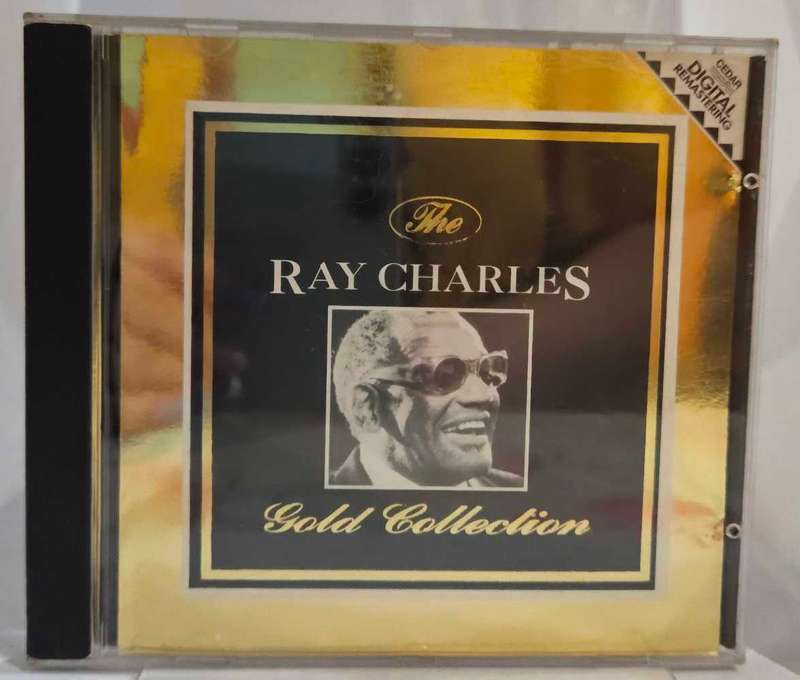 CEDAR
DIGITAL
REMASTERING
The
RAY CHARLES
Gold Collection